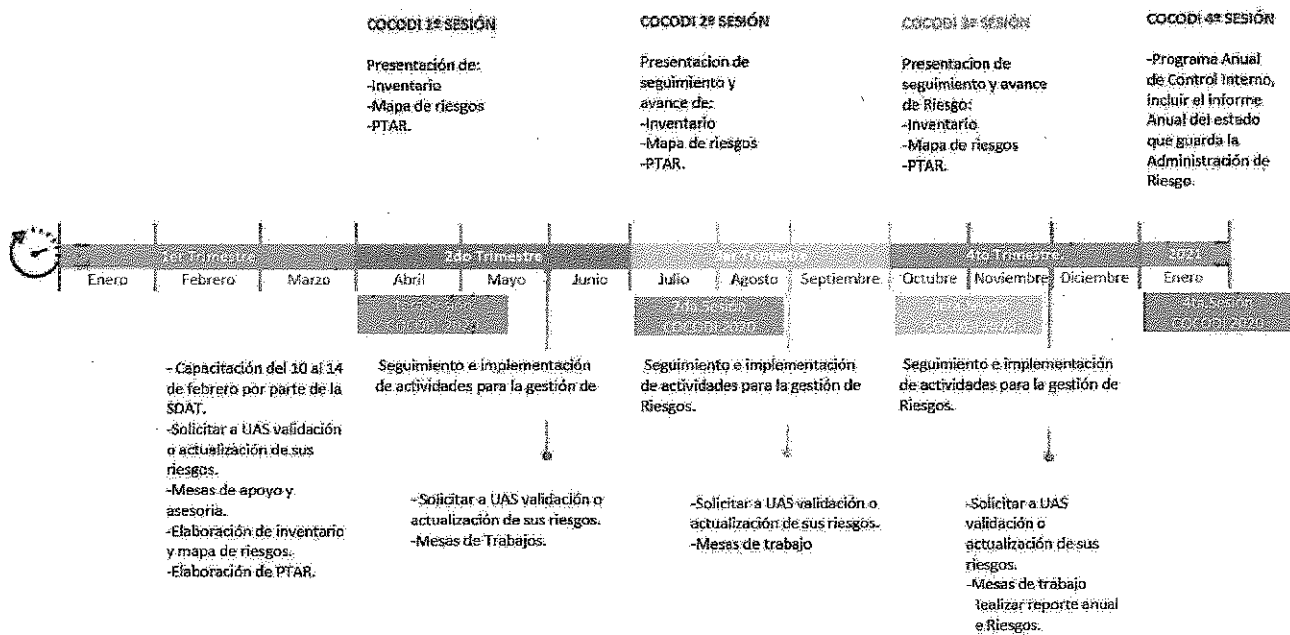 COCODI 1ª SESIÓN
Presentación de:
-Inventario
-Mapa de riesgos
-PTAR.
COCODI 2ª SESIÓN
Presentacion de
seguimiento y
avance de:
-Inventario
-Mapa de riesgos
-PTAR.
COCODI 3ª SESIÓN
Presentacion de
seguimiento y avance
de Riesgo:
-Inventario
-Mapa de riesgos
-PTAR.
COCODI 4ª SESIÓN
-Programa Anual
de Control Interno,
incluir el informe
Anual del estado
que guarda la
Administración de
Riesgo.
1er Trimestre
2do Trimestre
3er Trimestre
4to Trimestre
2021
Enero
Febrero
Marzo
Abril
Mayo
Junio
Julio
Agosto
Septiembre
Octubre
Noviembre
Diciembre
Enero
2da Sesión
COCODI 2020
4ta Sesión
COCODI 2020
- Capacitación del 10 al 14
de febrero por parte de la
SDAT.
-Solicitar a UAS validación
o actualización de sus
riesgos.
-Mesas de apoyo y
asesoria.
-Elaboración de inventario
y mapa de riesgos.
-Elaboración de PTAR.
Seguimiento e implementación
de actividades para la gestión de
Seguimiento e implementación
de actividades para la gestión de
Riesgos.
Seguimiento e implementación
de actividades para la gestión de
Riesgos.
-Solicitar a UAS validación o
actualización de sus riesgos.
-Mesas de Trabajos.
-Solicitar a UAS validación o
actualización de sus riesgos.
-Mesas de trabajo
-Solicitar a UAS
validación o
actualización de sus
riesgos.
-Mesas de trabajo
lealizar reporte anual
e Riesgos.